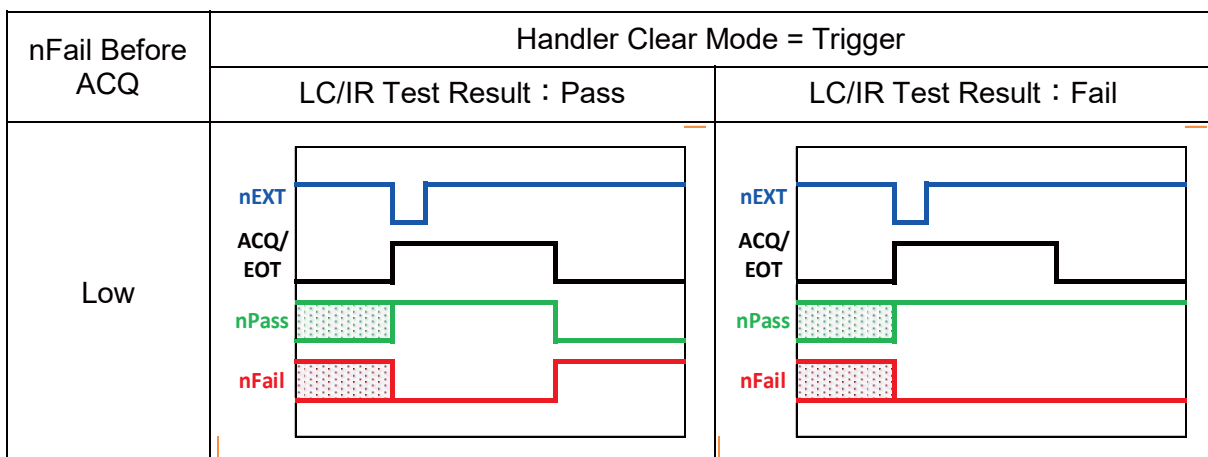 nFail Before
ACQ
Handler Clear Mode = Trigger
LC/IR Test Result：Pass
LC/IR Test Result：Fail
Low
nEXT
ACQ/
EOT
nPass
nFail
nEXT
ACQ/
EOT
nPass
nFail